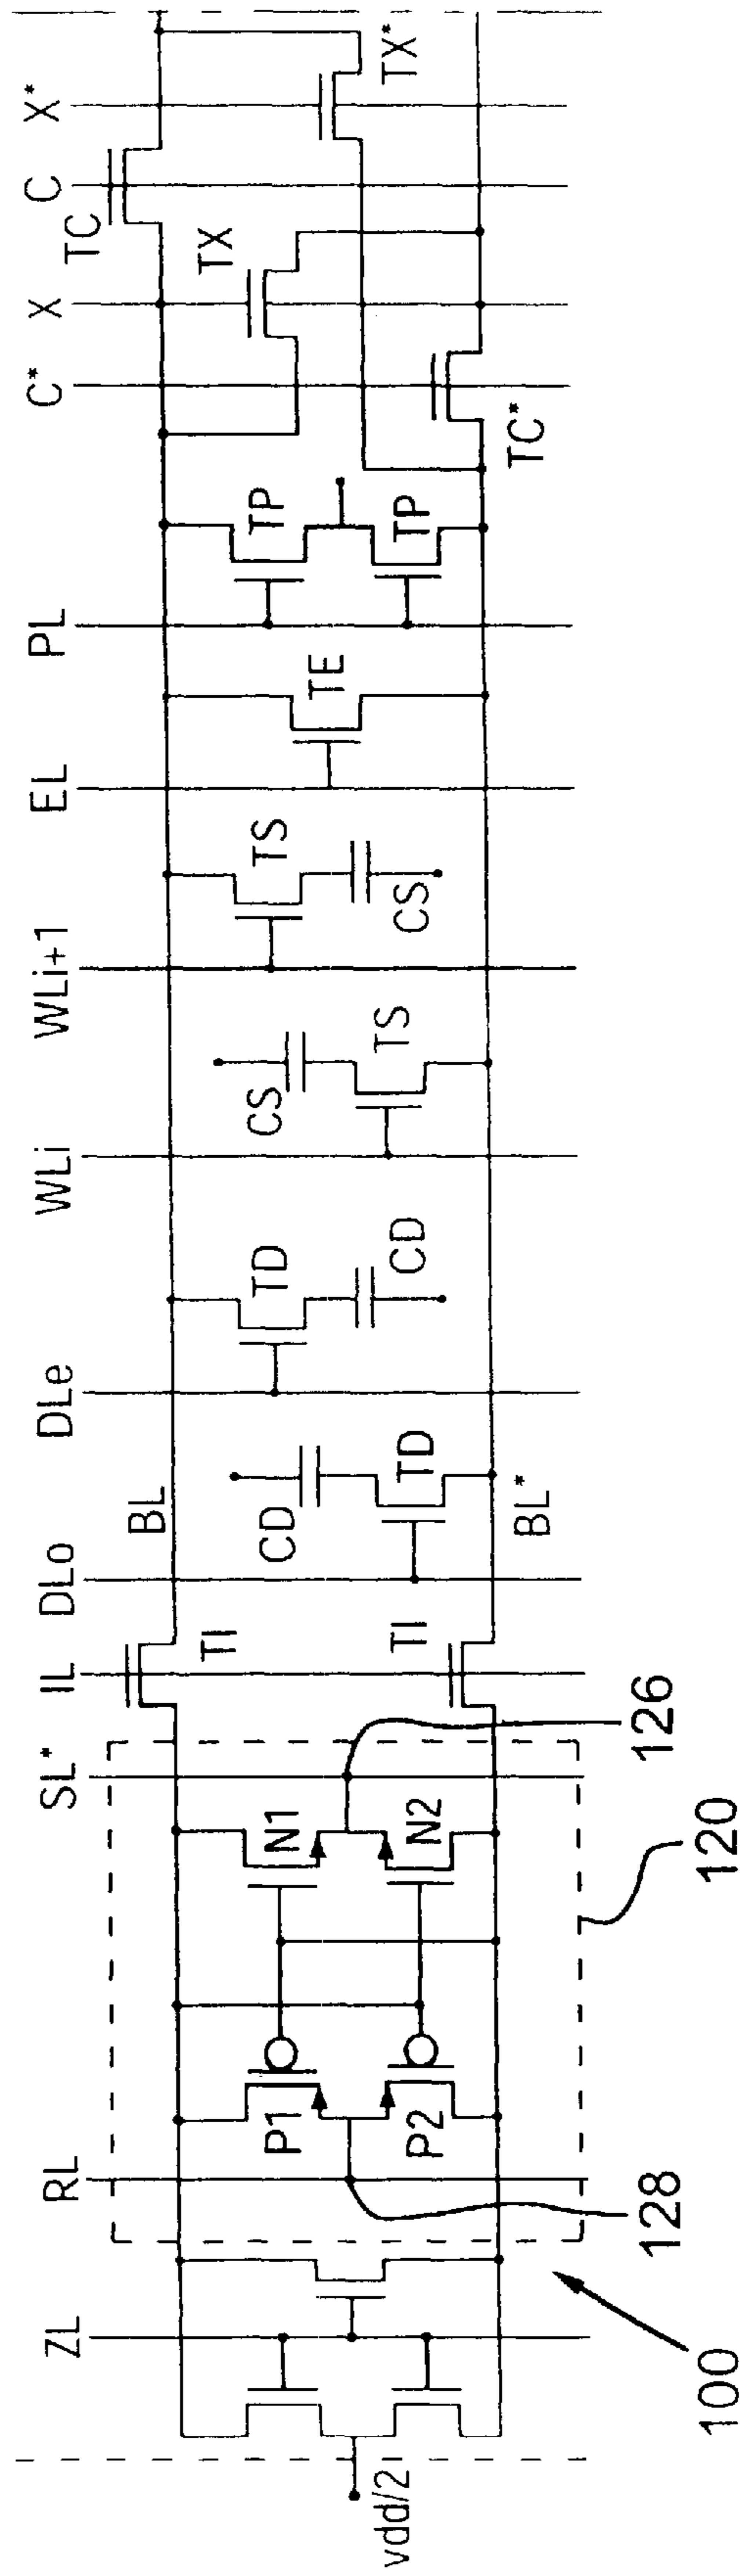 ZL RL SL* IL DLo DLe WLi WLi+1 EL PL C* X C X*
BL TC TX
TI TD TS TP
P1 N1 CD CS TE TX*
vdd/2
P2 N2 TI TD CD TS CS TP
BL* TC*
100 128 120 126